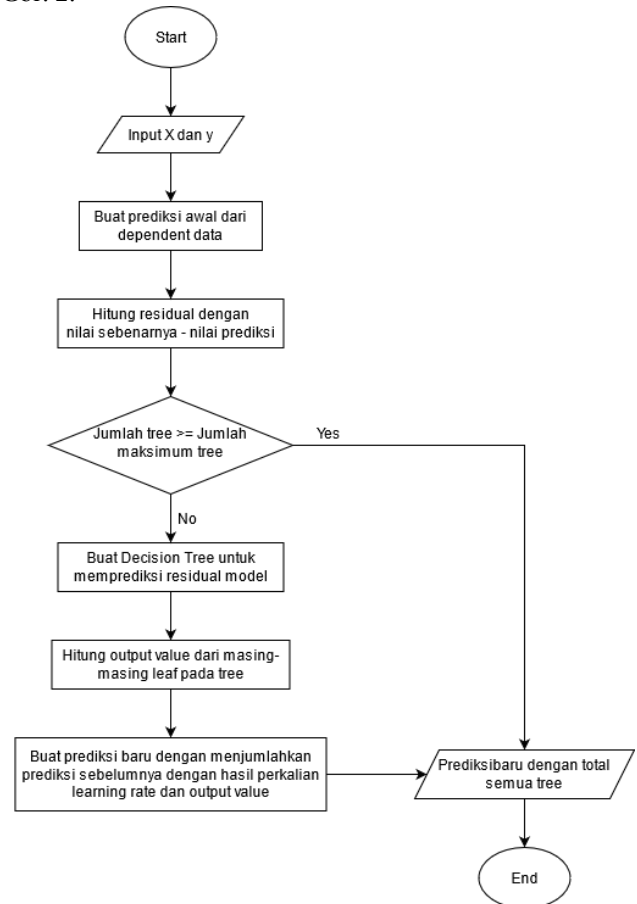 Start
Input X dan y
Buat prediksi awal dari
dependent data
Hitung residual dengan
nilai sebenarnya - nilai prediksi
Jumlah tree >= Jumlah
maksimum tree
Yes
No
Buat Decision Tree untuk
memprediksi residual model
Hitung output value dari masing-
masing leaf pada tree
Buat prediksi baru dengan menjumlahkan
prediksi sebelumnya dengan hasil perkalian
learning rate dan output value
Prediksibaru dengan total
semua tree
End